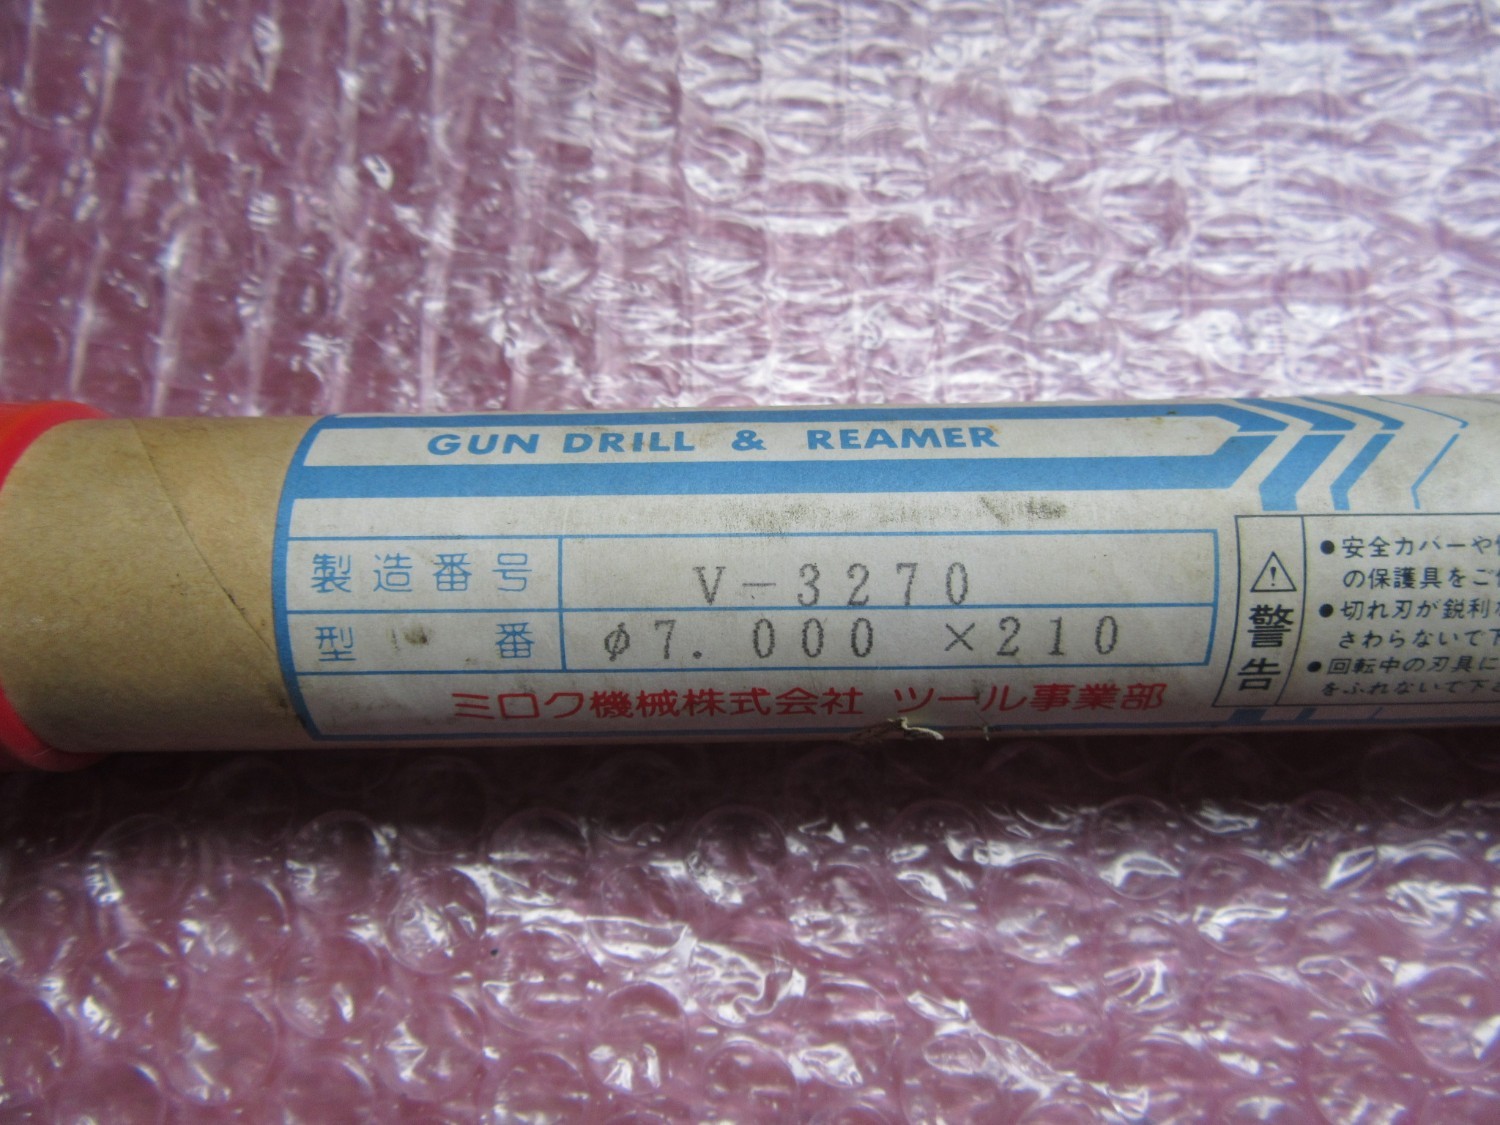 GUN DRILL & REAMER
製造番号 V-3270
型番 φ7.000 ×210
ミロク機械株式会社 ツール事業部
警告
●安全カバーや
の保護具をご
●切れ刃が鋭利
さわらないで下
●回転中の刃具に
をふれないで下